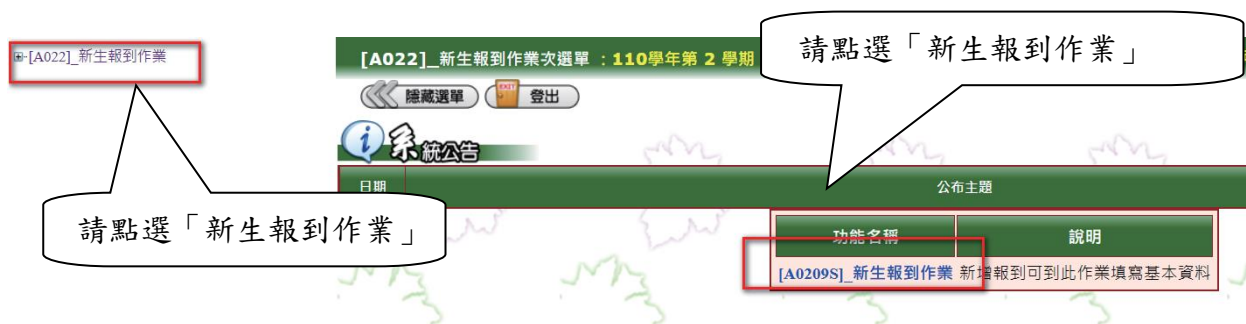 [A022]_新生報到作業
請點選「新生報到作業」
[A022]_新生報到作業次選單 : 110學年第 2 學期
請點選「新生報到作業」
隱藏選單
EXIT
登出
i
系統公告
日期
公布主題
功能名稱
說明
[A0209S]_新生報到作業
新增報到可到此作業填寫基本資料